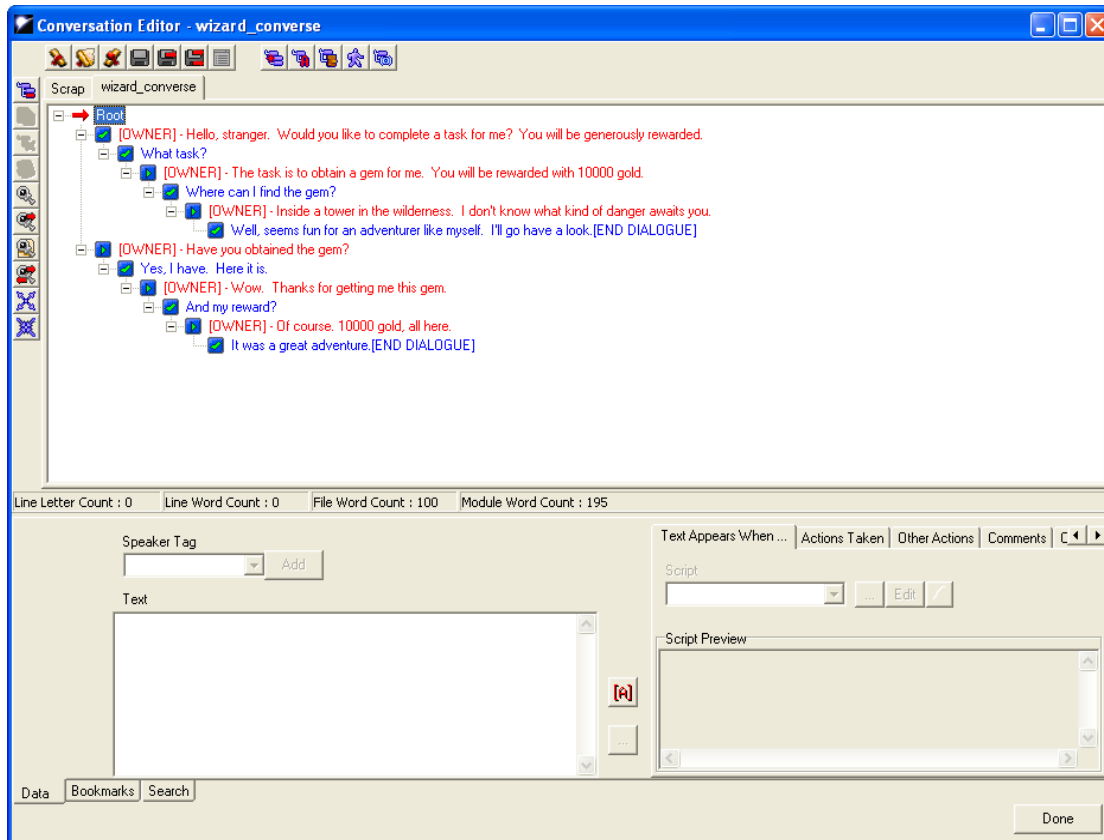 Conversation Editor - wizard_converse
Scrap wizard_converse
Root
[OWNER] - Hello, stranger.  Would you like to complete a task for me?  You will be generously rewarded.
What task?
[OWNER] - The task is to obtain a gem for me.  You will be rewarded with 10000 gold.
Where can I find the gem?
[OWNER] - Inside a tower in the wilderness.  I don't know what kind of danger awaits you.
Well, seems fun for an adventurer like myself.  I'll go have a look.[END DIALOGUE]
[OWNER] - Have you obtained the gem?
Yes, I have.  Here it is.
[OWNER] - Wow.  Thanks for getting me this gem.
And my reward?
[OWNER] - Of course. 10000 gold, all here.
It was a great adventure.[END DIALOGUE]
Line Letter Count : 0 Line Word Count : 0 File Word Count : 100 Module Word Count : 195
Text Appears When ... Actions Taken Other Actions Comments
Speaker Tag
Add
Script
... Edit
Text
Script Preview
[A]
...
Data Bookmarks Search
Done